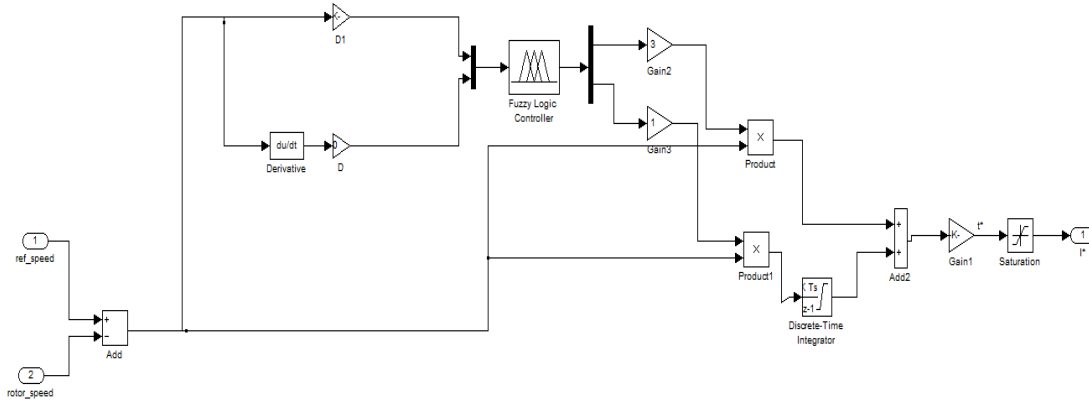 K-
D1
du/dt
Derivative
0
D
Fuzzy Logic
Controller
3
Gain2
1
Gain3
X
Product
X
Product1
K Ts
z-1
Discrete-Time
Integrator
+
+
Add2
K-
Gain1
t*
Saturation
1
I*
1
ref_speed
+
−
Add
2
rotor_speed